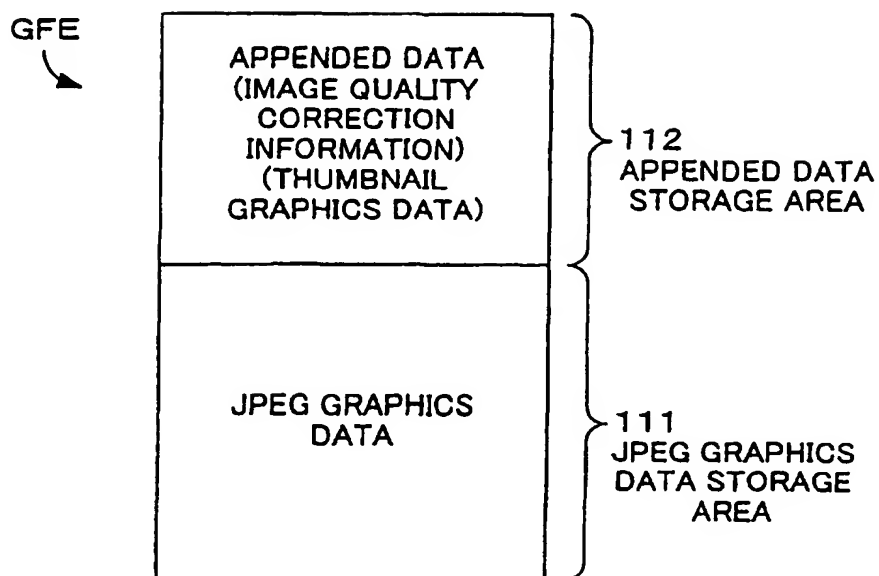 GFE
APPENDED DATA
(IMAGE QUALITY
CORRECTION
INFORMATION)
(THUMBNAIL
GRAPHICS DATA)
112
APPENDED DATA
STORAGE AREA
JPEG GRAPHICS
DATA
111
JPEG GRAPHICS
DATA STORAGE
AREA